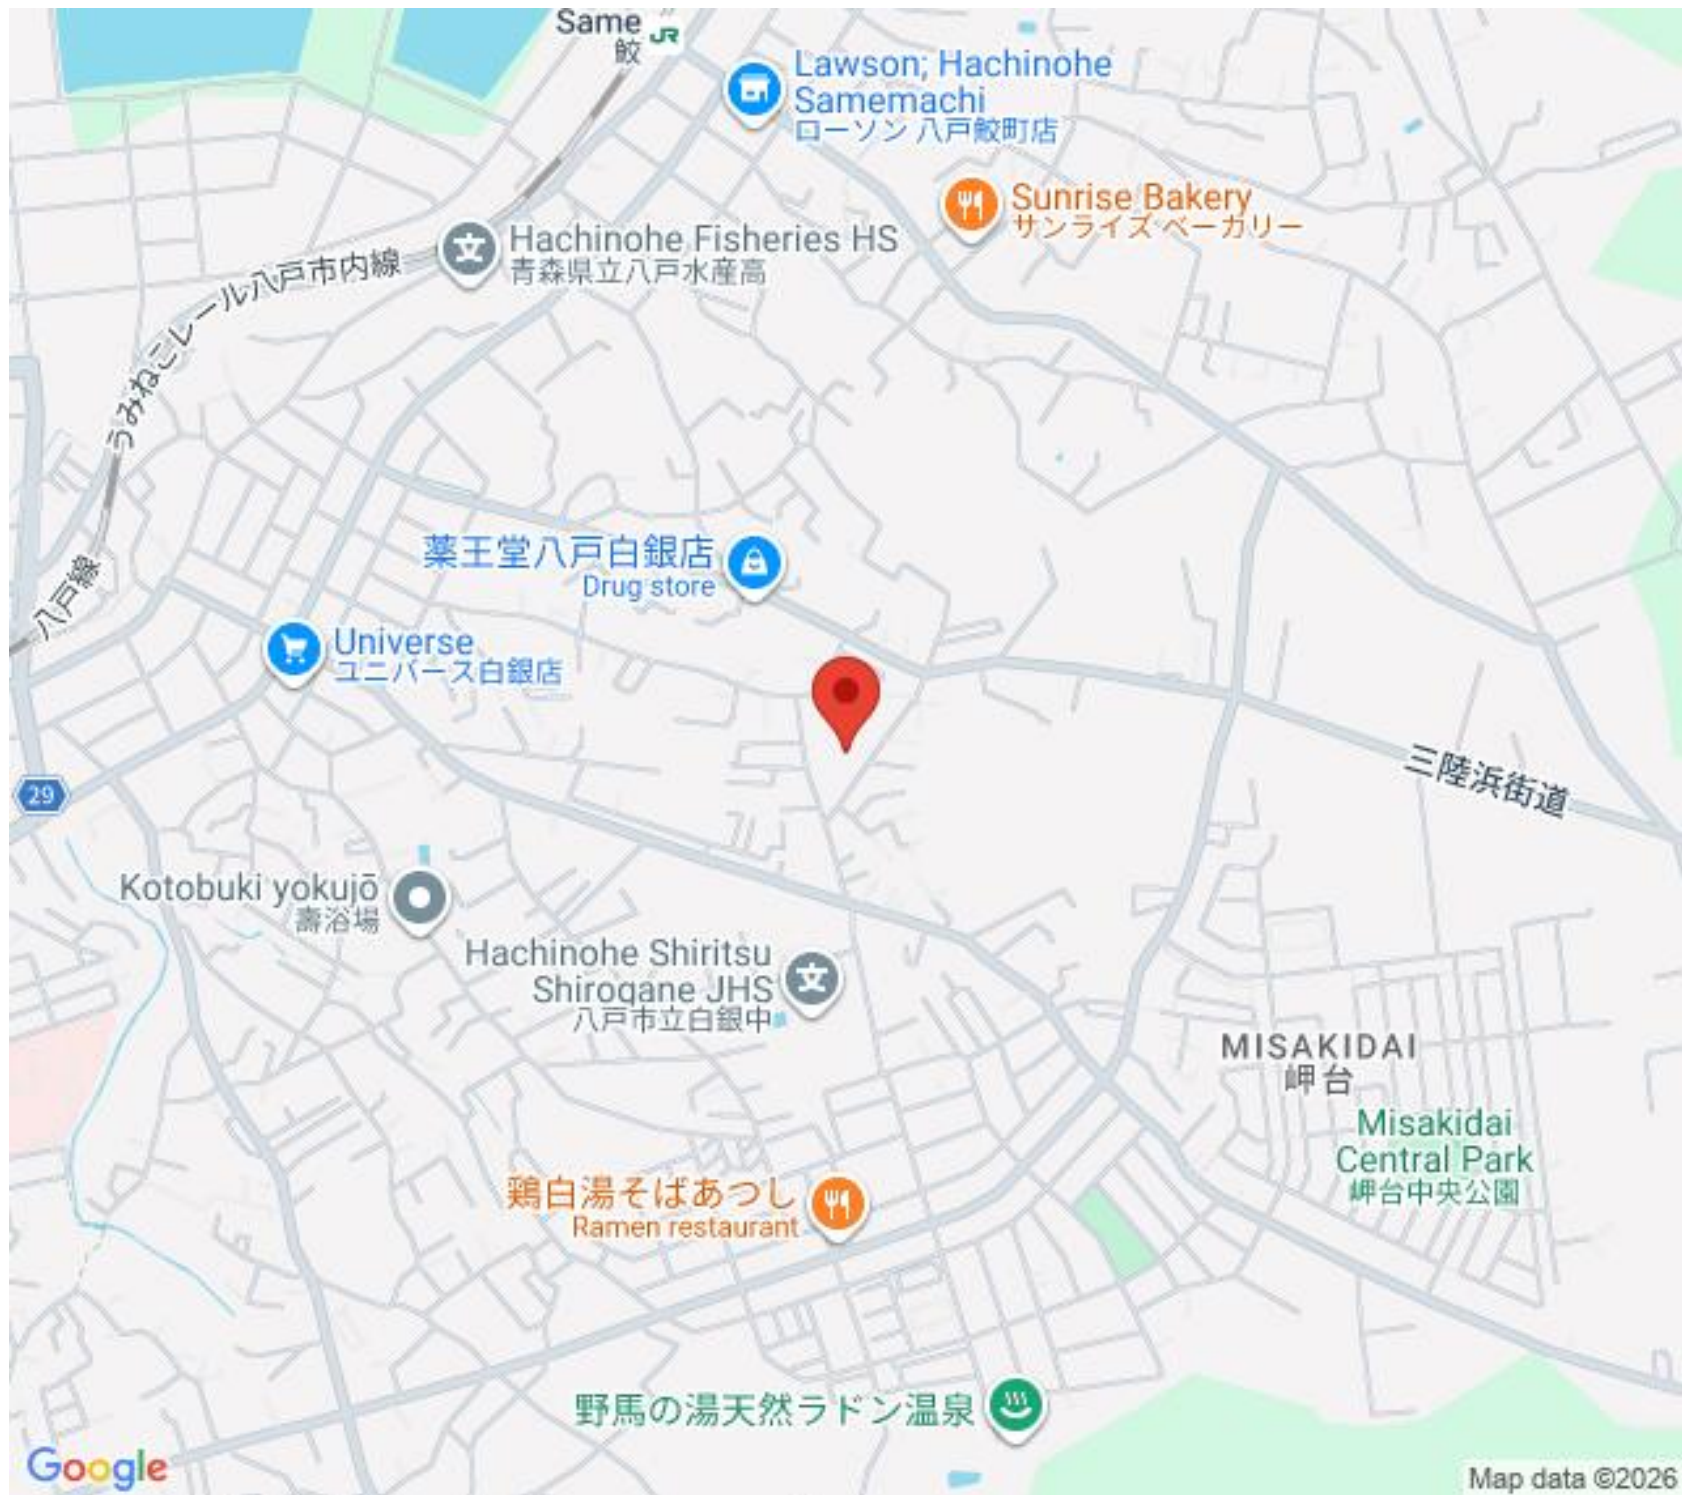 Same
鮫
JR
Lawson; Hachinohe
Samemachi
ローソン 八戸鮫町店
Sunrise Bakery
サンライズ ベーカリー
文
Hachinohe Fisheries HS
青森県立八戸水産高
うみねこレール八戸市内線
八戸線
薬王堂八戸白銀店
Drug store
Universe
ユニバース白銀店
三陸浜街道
29
Kotobuki yokujō
壽浴場
Hachinohe Shiritsu
Shirogane JHS
八戸市立白銀中
文
MISAKIDAI
岬台
Misakidai
Central Park
岬台中央公園
鶏白湯そばあつし
Ramen restaurant
野馬の湯天然ラドン温泉
Google
Map data ©2026